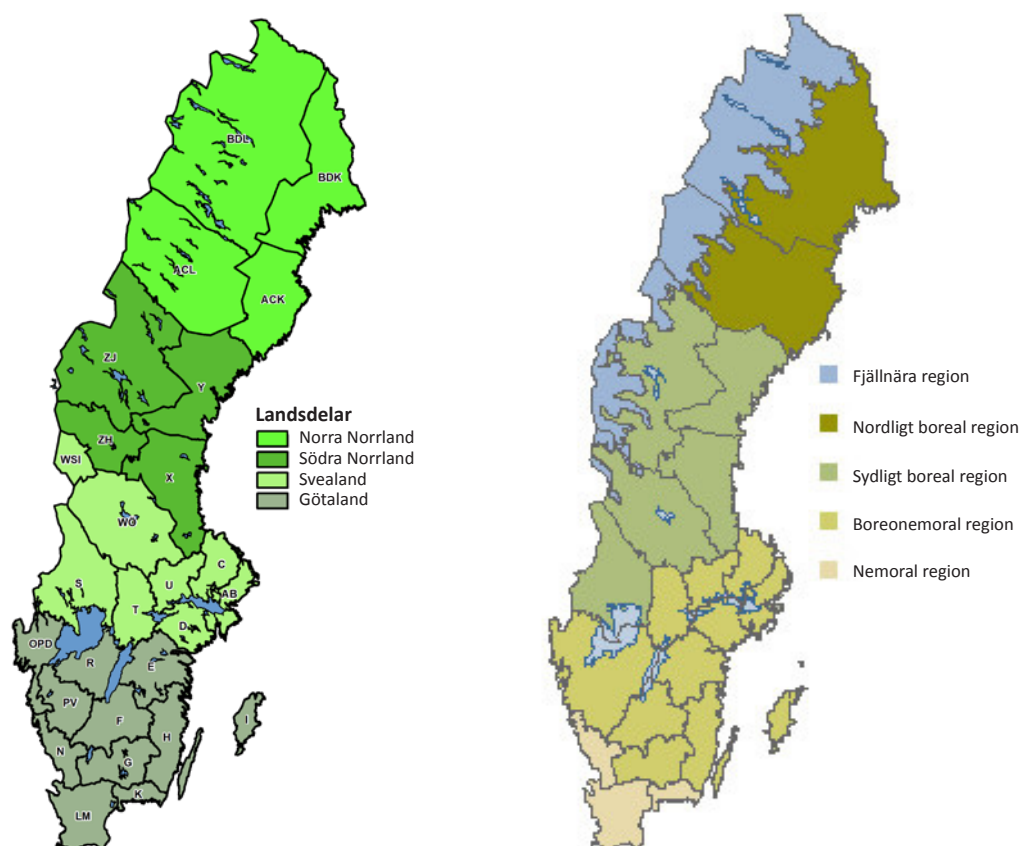 BDL
BDK
ACL
ACK
ZJ
Y
ZH
WSI
X
WG
C
U
S
AB
T
D
OPD
R
E
PV
F
I
H
N
G
K
LM
Landsdelar
Norra Norrland
Södra Norrland
Svealand
Götaland
Fjällnära region
Nordligt boreal region
Sydligt boreal region
Boreonemoral region
Nemoral region